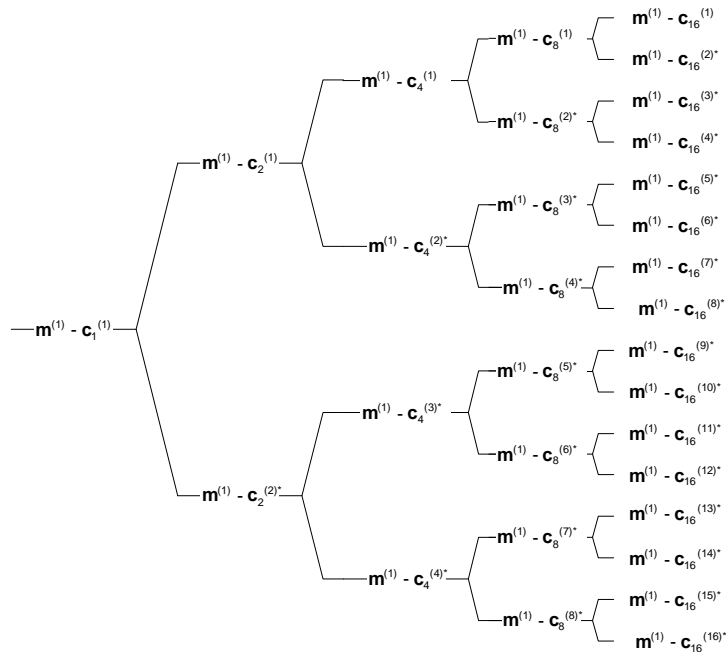 m⁽¹⁾ - c₁⁽¹⁾
m⁽¹⁾ - c₂⁽¹⁾
m⁽¹⁾ - c₂⁽²⁾*
m⁽¹⁾ - c₄⁽¹⁾
m⁽¹⁾ - c₄⁽²⁾*
m⁽¹⁾ - c₄⁽³⁾*
m⁽¹⁾ - c₄⁽⁴⁾*
m⁽¹⁾ - c₈⁽¹⁾
m⁽¹⁾ - c₈⁽²⁾*
m⁽¹⁾ - c₈⁽³⁾*
m⁽¹⁾ - c₈⁽⁴⁾*
m⁽¹⁾ - c₈⁽⁵⁾*
m⁽¹⁾ - c₈⁽⁶⁾*
m⁽¹⁾ - c₈⁽⁷⁾*
m⁽¹⁾ - c₈⁽⁸⁾*
m⁽¹⁾ - c₁₆⁽¹⁾
m⁽¹⁾ - c₁₆⁽²⁾*
m⁽¹⁾ - c₁₆⁽³⁾*
m⁽¹⁾ - c₁₆⁽⁴⁾*
m⁽¹⁾ - c₁₆⁽⁵⁾*
m⁽¹⁾ - c₁₆⁽⁶⁾*
m⁽¹⁾ - c₁₆⁽⁷⁾*
m⁽¹⁾ - c₁₆⁽⁸⁾*
m⁽¹⁾ - c₁₆⁽⁹⁾*
m⁽¹⁾ - c₁₆⁽¹⁰⁾*
m⁽¹⁾ - c₁₆⁽¹¹⁾*
m⁽¹⁾ - c₁₆⁽¹²⁾*
m⁽¹⁾ - c₁₆⁽¹³⁾*
m⁽¹⁾ - c₁₆⁽¹⁴⁾*
m⁽¹⁾ - c₁₆⁽¹⁵⁾*
m⁽¹⁾ - c₁₆⁽¹⁶⁾*